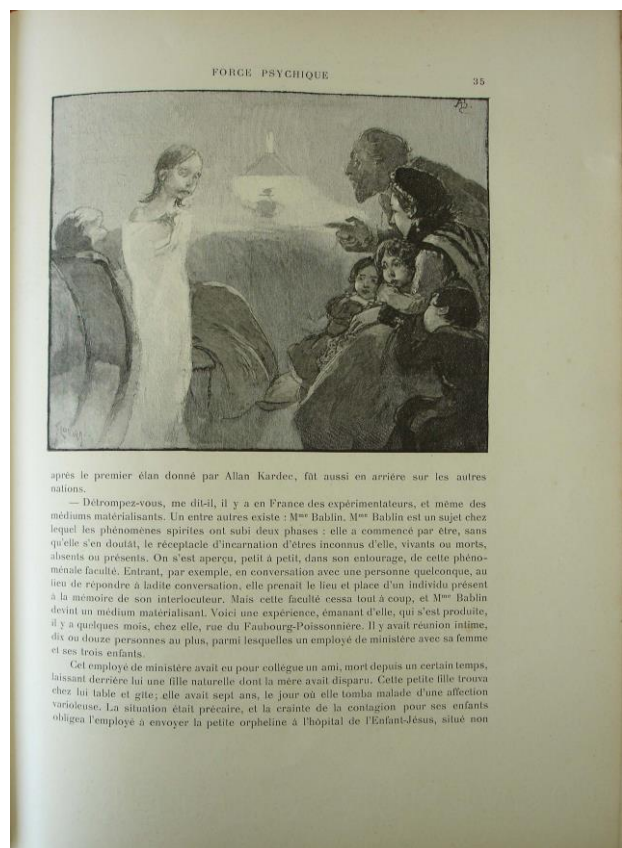 FORCE PSYCHIQUE
35
après le premier élan donné par Allan Kardec, fût aussi en arrière sur les autres
nations.
— Détrompez-vous, me dit-il, il y a en France des expérimentateurs, et même des
médiums matérialisants. Un entre autres existe : Mme Bablin. Mme Bablin est un sujet chez
lequel les phénomènes spirites ont subi deux phases : elle a commencé par être, sans
qu'elle s'en doutât, le réceptacle d'incarnation d'êtres inconnus d'elle, vivants ou morts,
absents ou présents. On s'est aperçu, petit à petit, dans son entourage, de cette phéno-
ménale faculté. Entrant, par exemple, en conversation avec une personne quelconque, au
lieu de répondre à ladite conversation, elle prenait le lieu et place d'un individu présent
à la mémoire de son interlocuteur. Mais cette faculté cessa tout à coup, et Mme Bablin
devint un médium matérialisant. Voici une expérience, émanant d'elle, qui s'est produite,
il y a quelques mois, chez elle, rue du Faubourg-Poissonnière. Il y avait réunion intime,
dix ou douze personnes au plus, parmi lesquelles un employé de ministère avec sa femme
et ses trois enfants.
Cet employé de ministère avait eu pour collègue un ami, mort depuis un certain temps,
laissant derrière lui une fille naturelle dont la mère avait disparu. Cette petite fille trouva
chez lui table et gîte; elle avait sept ans, le jour où elle tomba malade d'une affection
varioleuse. La situation était précaire, et la crainte de la contagion pour ses enfants
obligea l'employé à envoyer la petite orpheline à l'hôpital de l'Enfant-Jésus, situé non